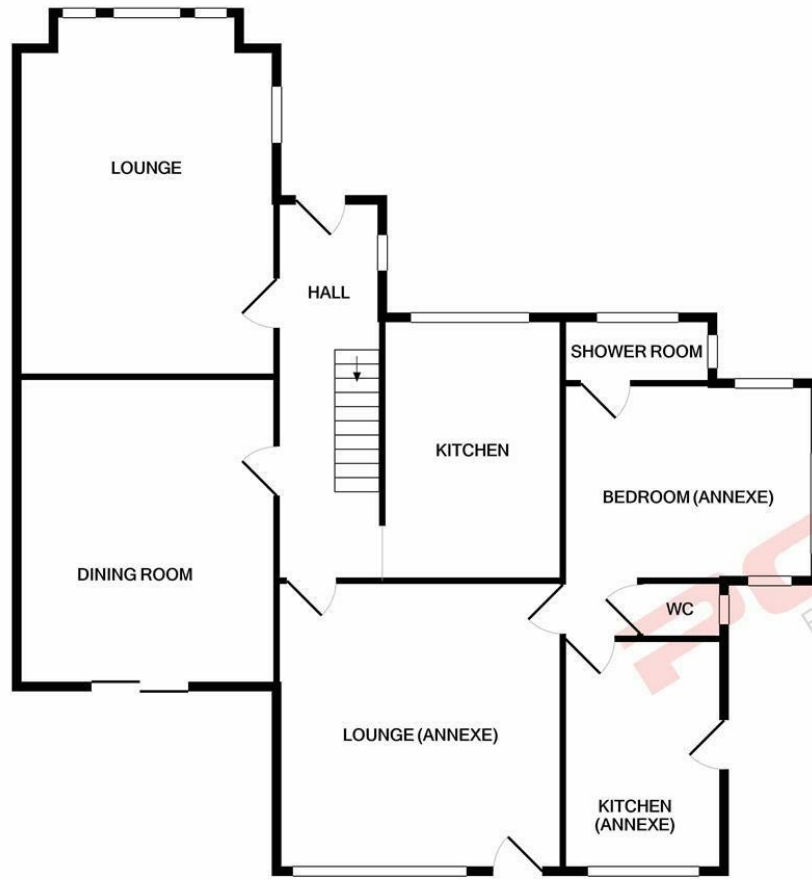 LOUNGE
HALL
SHOWER ROOM
KITCHEN
BEDROOM (ANNEXE)
DINING ROOM
WC
LOUNGE (ANNEXE)
KITCHEN
(ANNEXE)